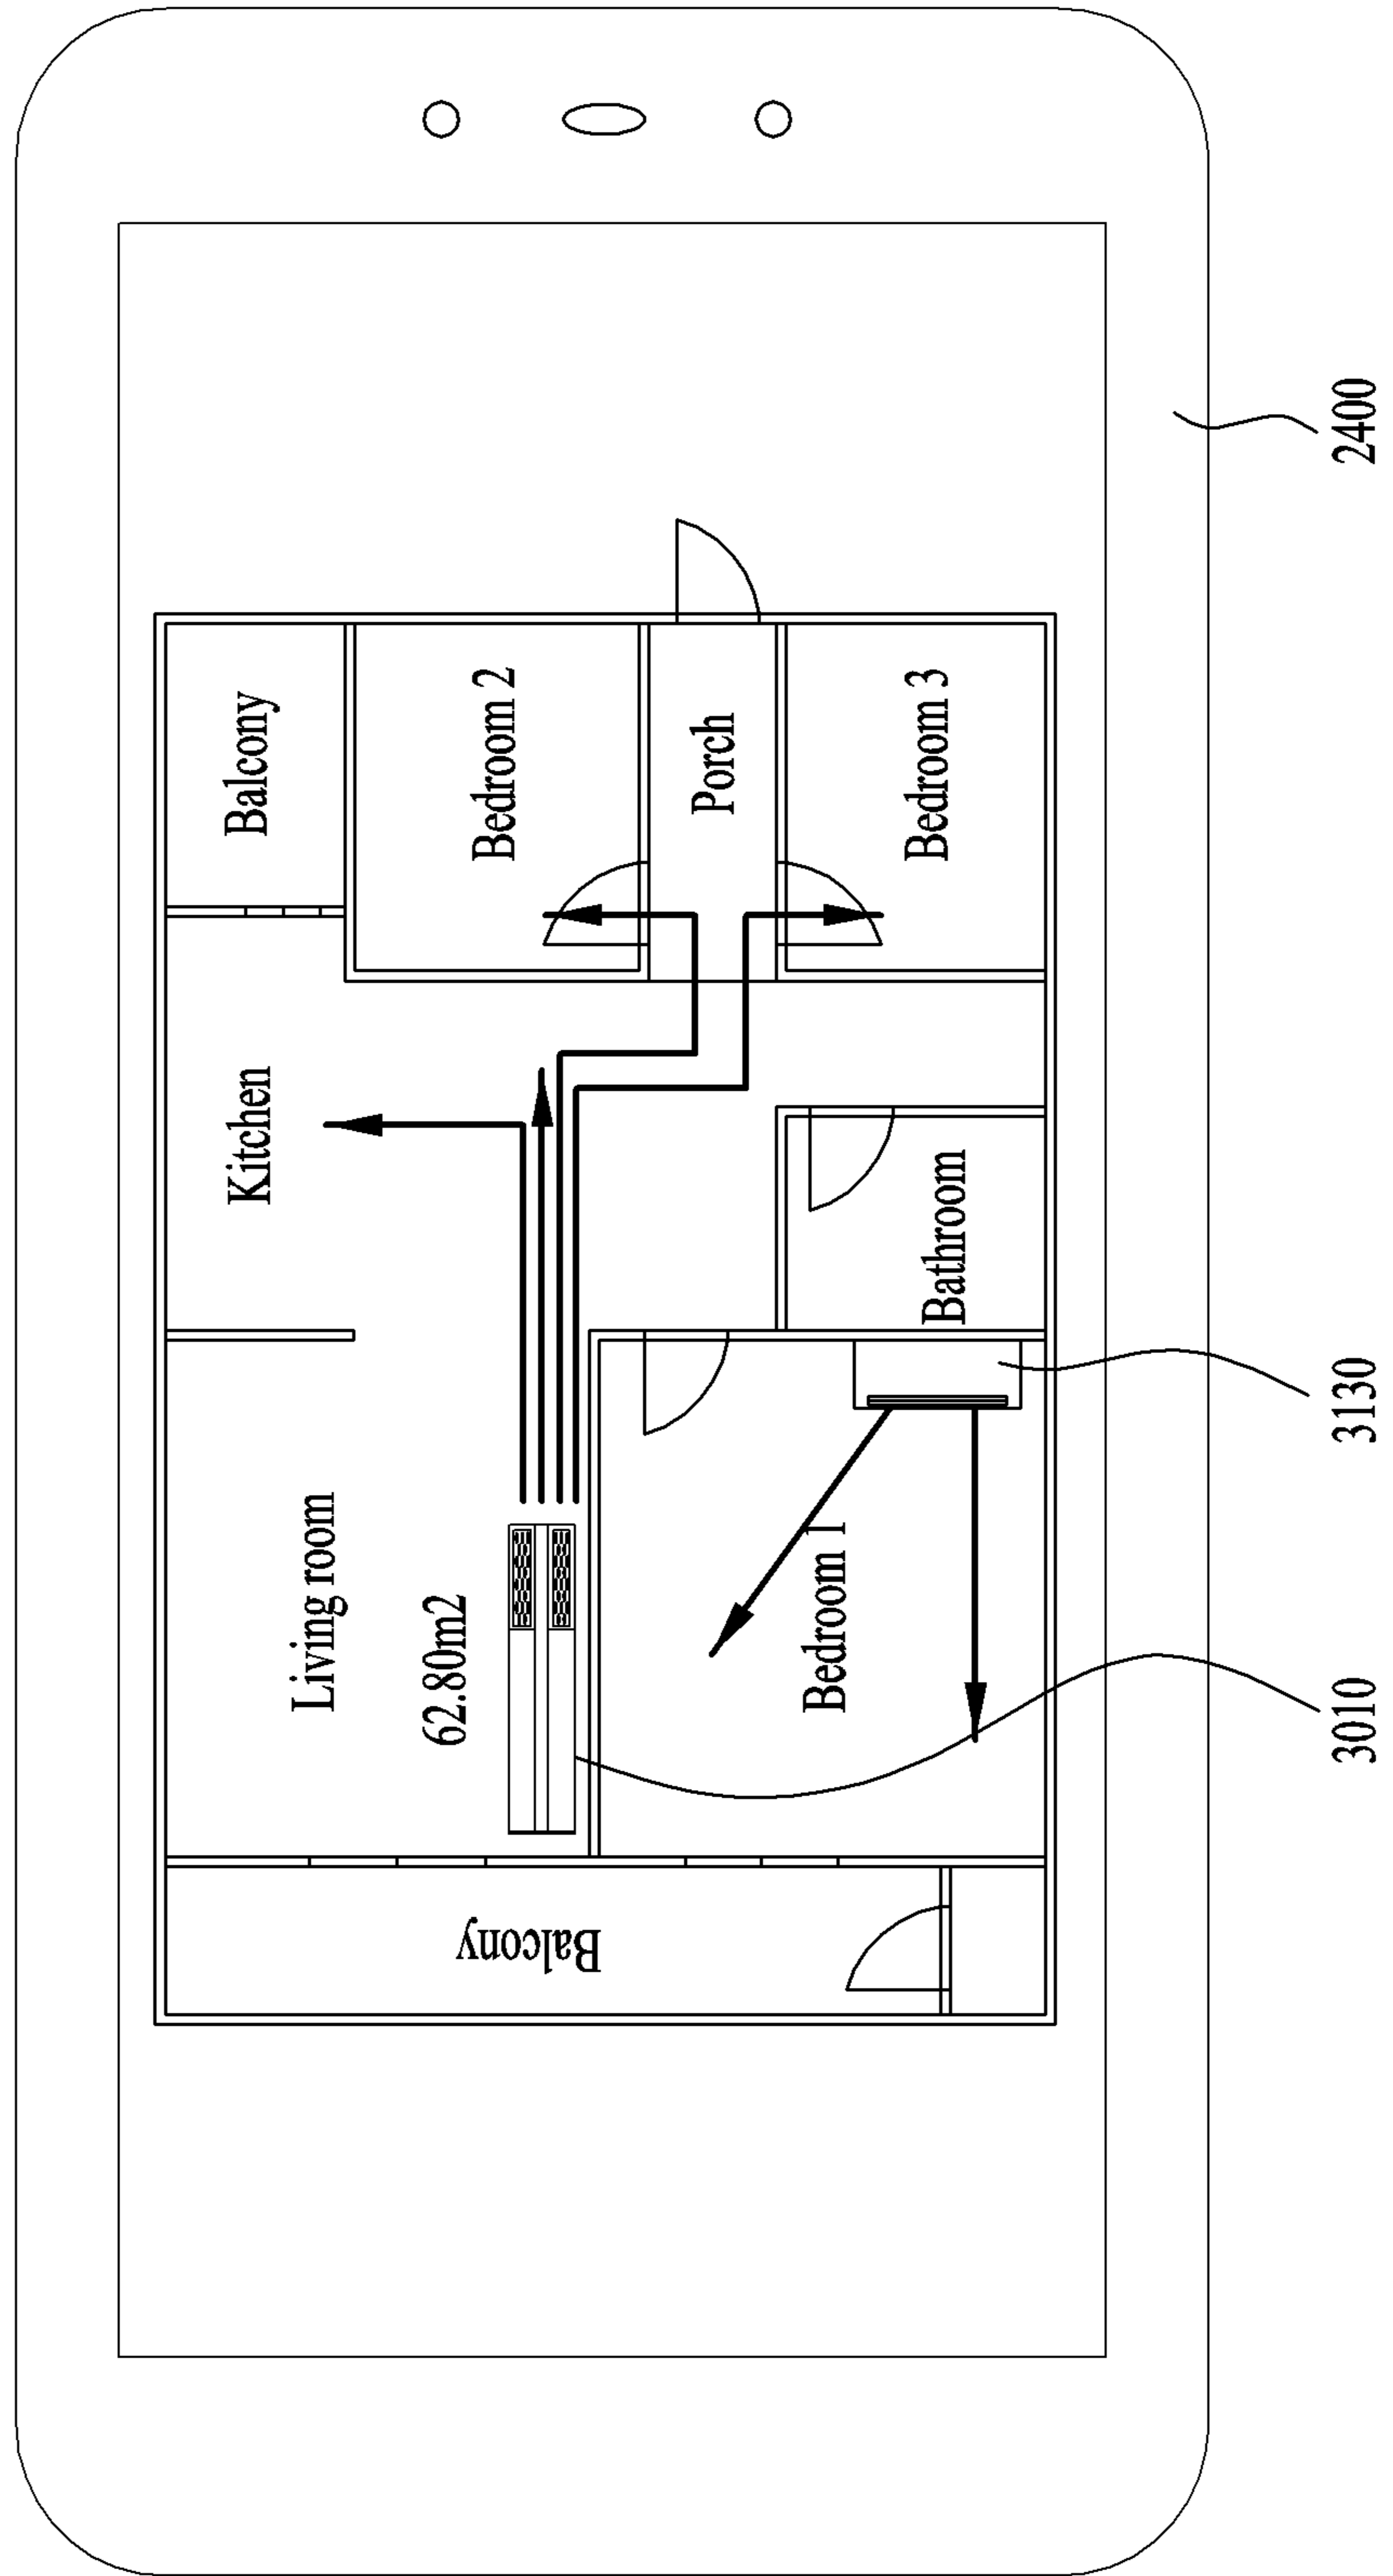 Balcony
Living room
62.80m2
Kitchen
Balcony
Bedroom 2
Porch
Bedroom 3
Bathroom
Bedroom 1
3010
3130
2400